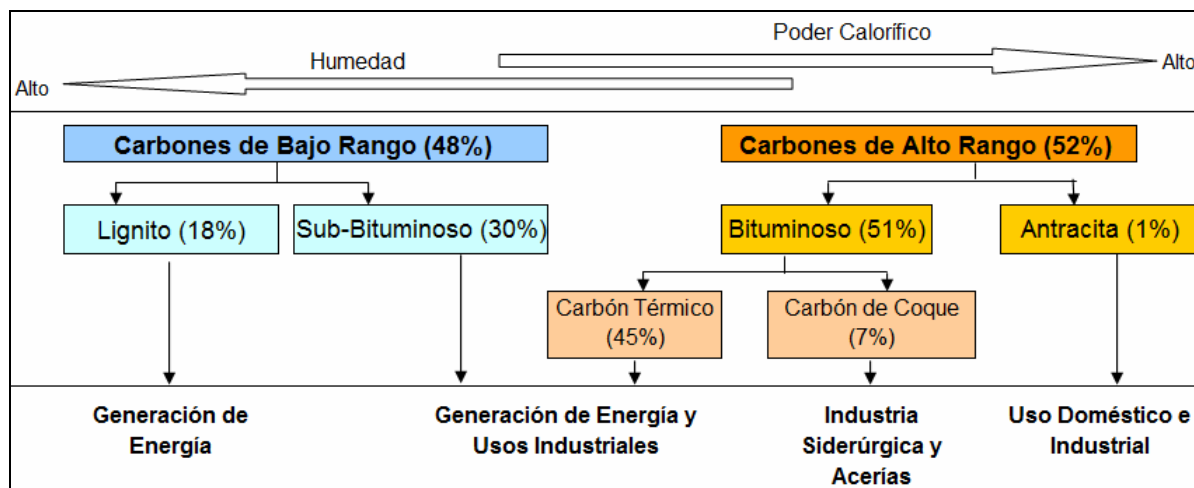 Poder Calorífico
Humedad
Alto
Alto
Carbones de Bajo Rango (48%)
Carbones de Alto Rango (52%)
Lignito (18%)
Sub-Bituminoso (30%)
Bituminoso (51%)
Antracita (1%)
Carbón Térmico
(45%)
Carbón de Coque
(7%)
Generación de
Energía
Generación de Energía y
Usos Industriales
Industria
Siderúrgica y
Acerías
Uso Doméstico e
Industrial